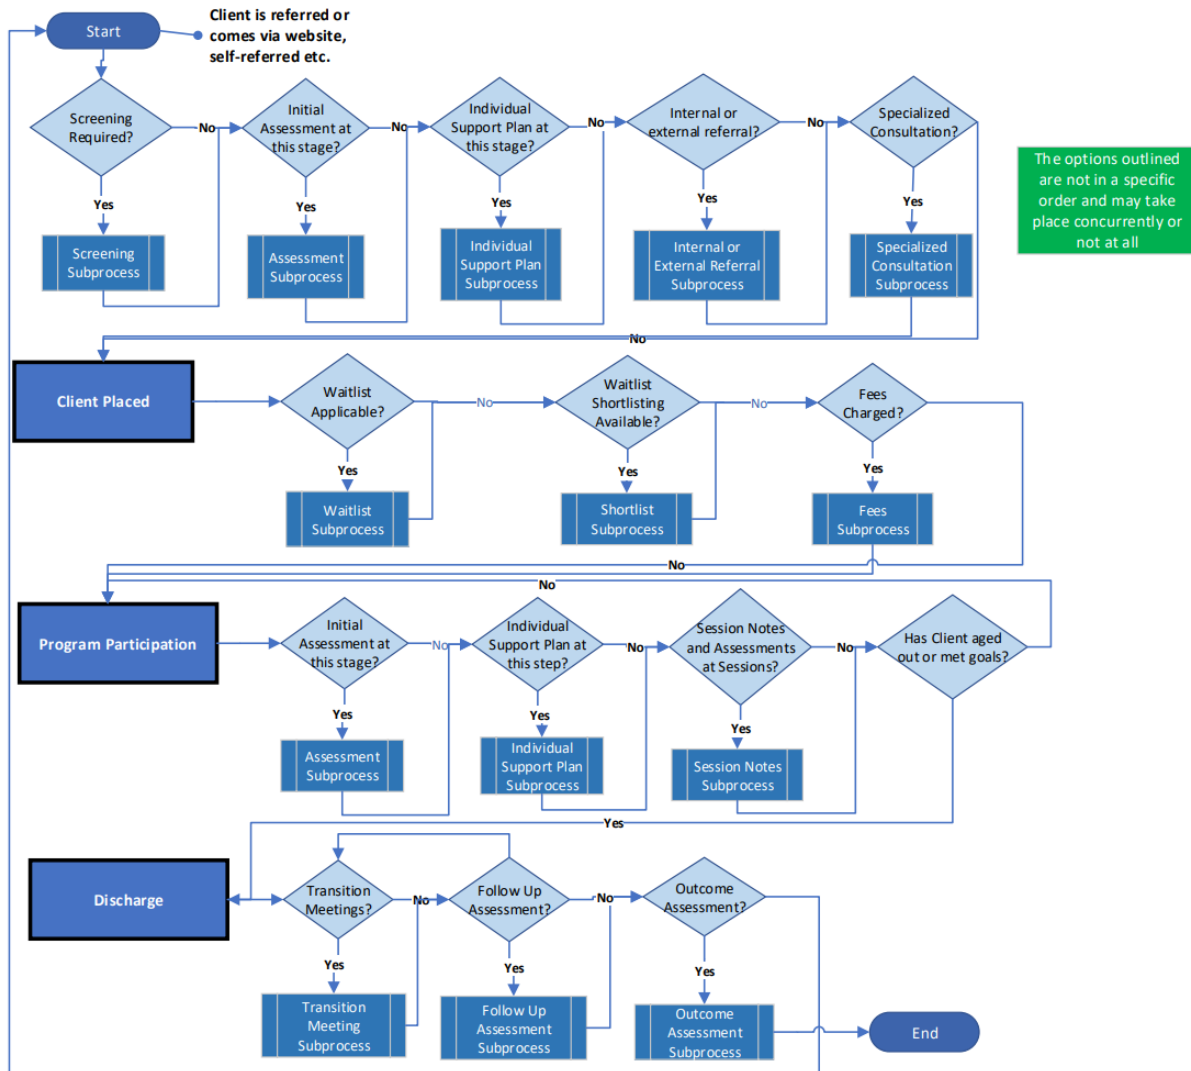 Start
Client is referred or
comes via website,
self-referred etc.
Screening
Required?
No
Initial
Assessment at
this stage?
No
Individual
Support Plan at
this stage?
No
Internal or
external referral?
No
Specialized
Consultation?
The options outlined
are not in a specific
order and may take
place concurrently or
not at all
Yes
Yes
Yes
Yes
Yes
Screening
Subprocess
Assessment
Subprocess
Individual
Support Plan
Subprocess
Internal or
External Referral
Subprocess
Specialized
Consultation
Subprocess
No
Client Placed
Waitlist
Applicable?
No
Waitlist
Shortlisting
Available?
No
Fees
Charged?
Yes
Yes
Yes
Waitlist
Subprocess
Shortlist
Subprocess
Fees
Subprocess
No
No
Program Participation
Initial
Assessment at
this stage?
No
Individual
Support Plan at
this step?
No
Session Notes
and Assessments
at Sessions?
No
Has Client aged
out or met goals?
Yes
Yes
Yes
Assessment
Subprocess
Individual
Support Plan
Subprocess
Session Notes
Subprocess
Yes
Discharge
Transition
Meetings?
No
Follow Up
Assessment?
No
Outcome
Assessment?
Yes
Yes
Yes
Transition
Meeting
Subprocess
Follow Up
Assessment
Subprocess
Outcome
Assessment
Subprocess
End